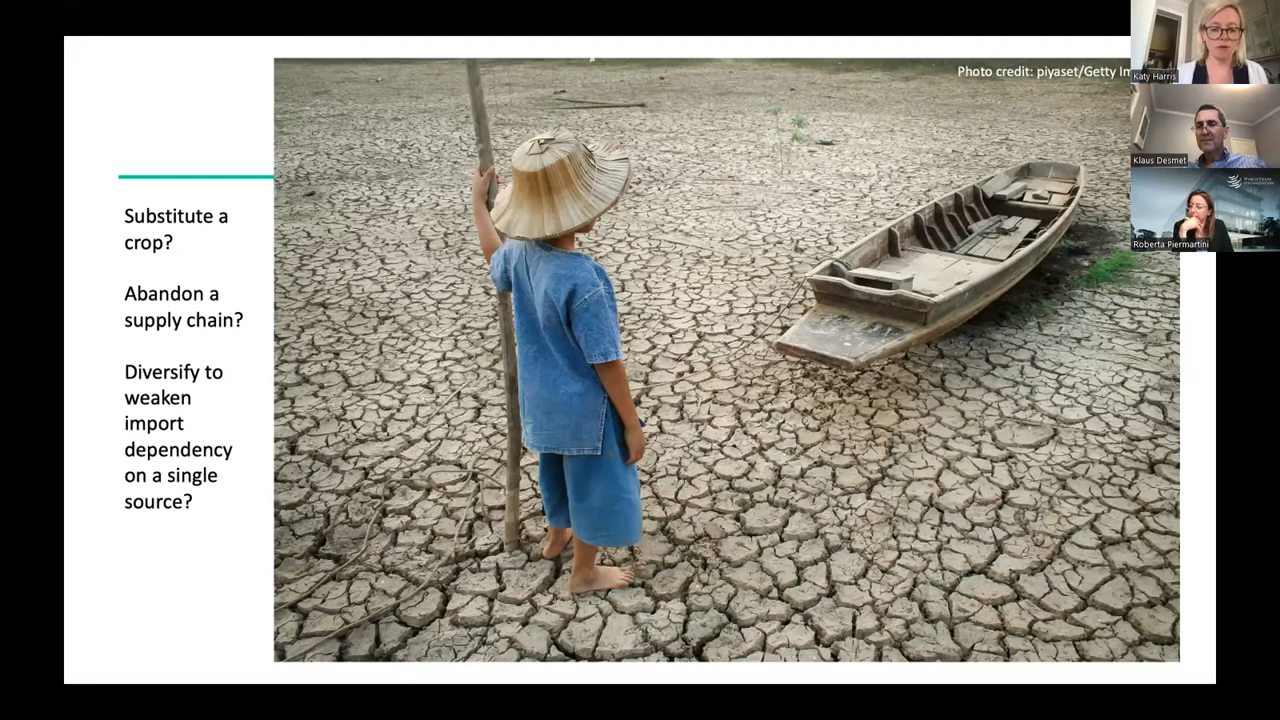 Photo credit: piyaset/Getty Im
Katy Harris
Klaus Desmet
Roberta Piermartini
Substitute a
crop?
Abandon a
supply chain?
Diversify to
weaken
import
dependency
on a single
source?